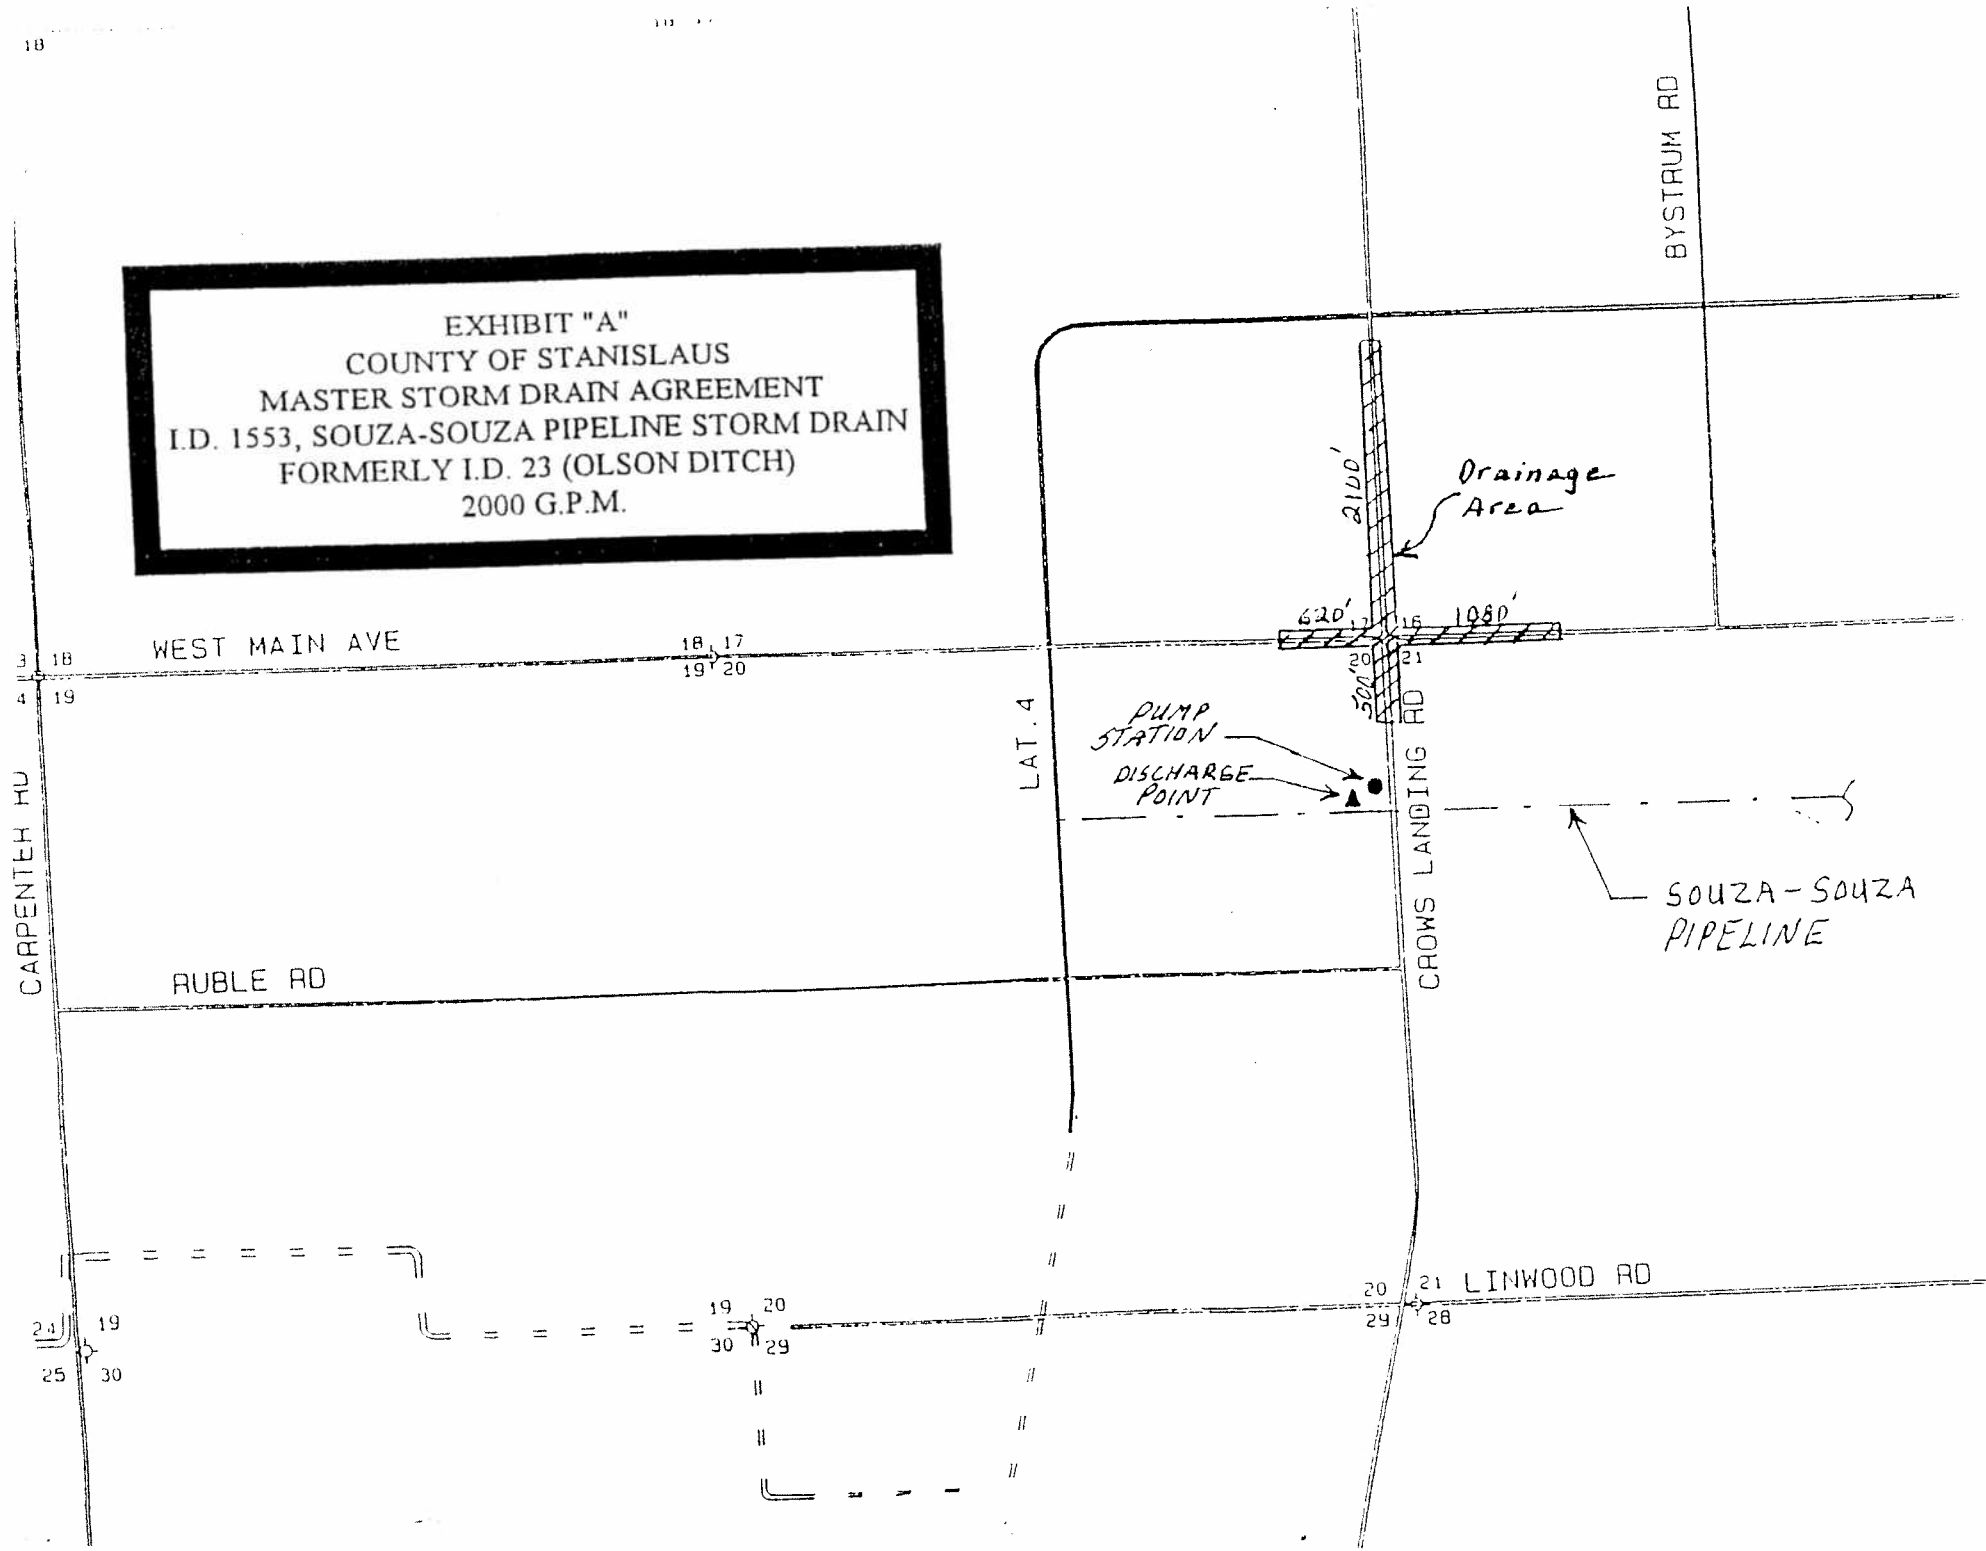 18
BYSTRUM RD
EXHIBIT "A"
COUNTY OF STANISLAUS
MASTER STORM DRAIN AGREEMENT
I.D. 1553, SOUZA-SOUZA PIPELINE STORM DRAIN
FORMERLY I.D. 23 (OLSON DITCH)
2000 G.P.M.
2100'
Drainage
Area
620'
17
16
1080'
20
21
500'
WEST MAIN AVE
3 18
4 19
18 17
19 20
LAT. 4
PUMP
STATION
DISCHARGE
POINT
CROWS LANDING RD
SOUZA-SOUZA
PIPELINE
CARPENTER RD
RUBLE RD
24 19
25 30
19 20
30 29
20 21
29 28
LINWOOD RD